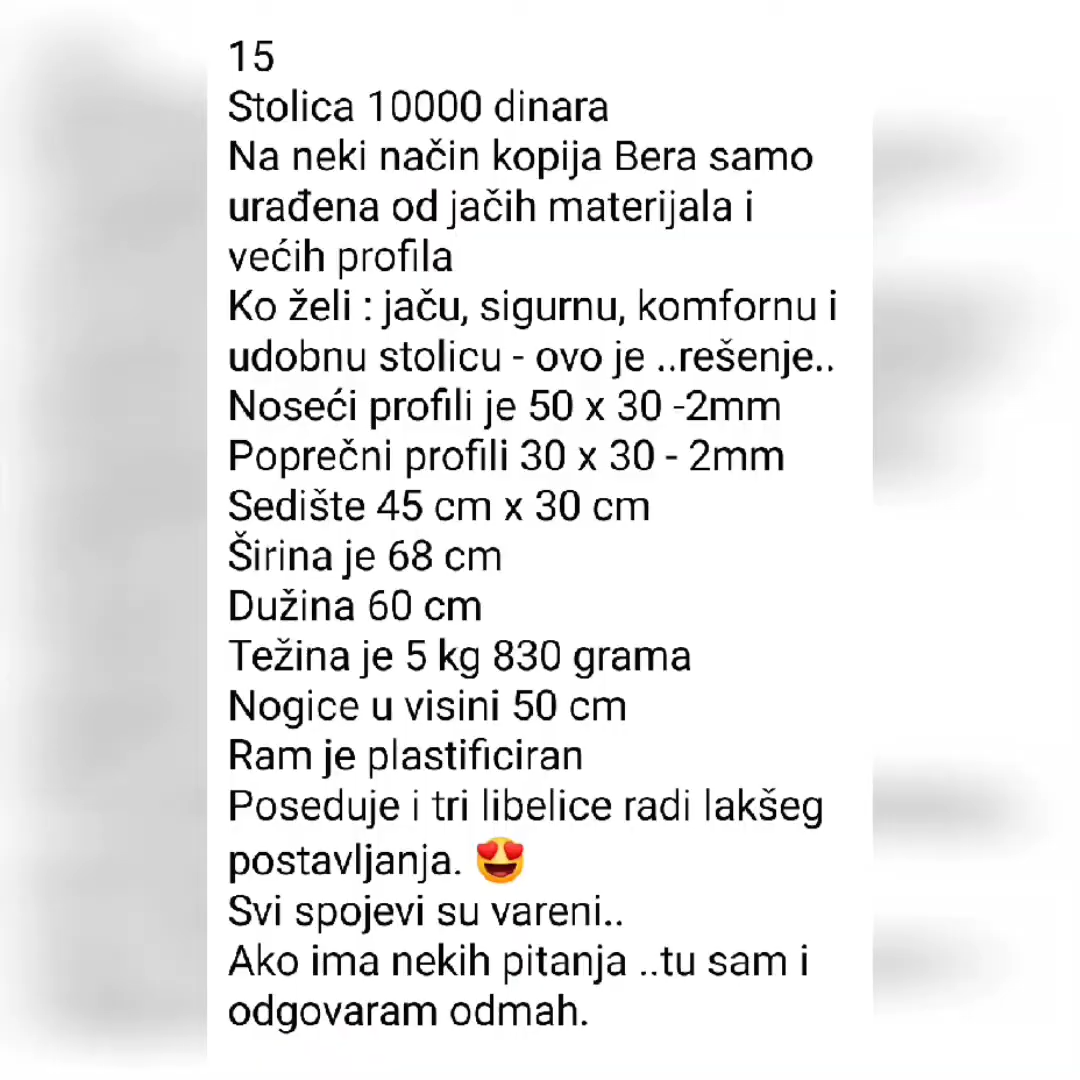 15
Stolica 10000 dinara
Na neki način kopija Bera samo
urađena od jačih materijala i
većih profila
Ko želi : jaču, sigurnu, komfornu i
udobnu stolicu - ovo je ..rešenje..
Noseći profili je 50 x 30 -2mm
Poprečni profili 30 x 30 - 2mm
Sedište 45 cm x 30 cm
Širina je 68 cm
Dužina 60 cm
Težina je 5 kg 830 grama
Nogice u visini 50 cm
Ram je plastificiran
Poseduje i tri libelice radi lakšeg
postavljanja. 😍
Svi spojevi su vareni..
Ako ima nekih pitanja ..tu sam i
odgovaram odmah.